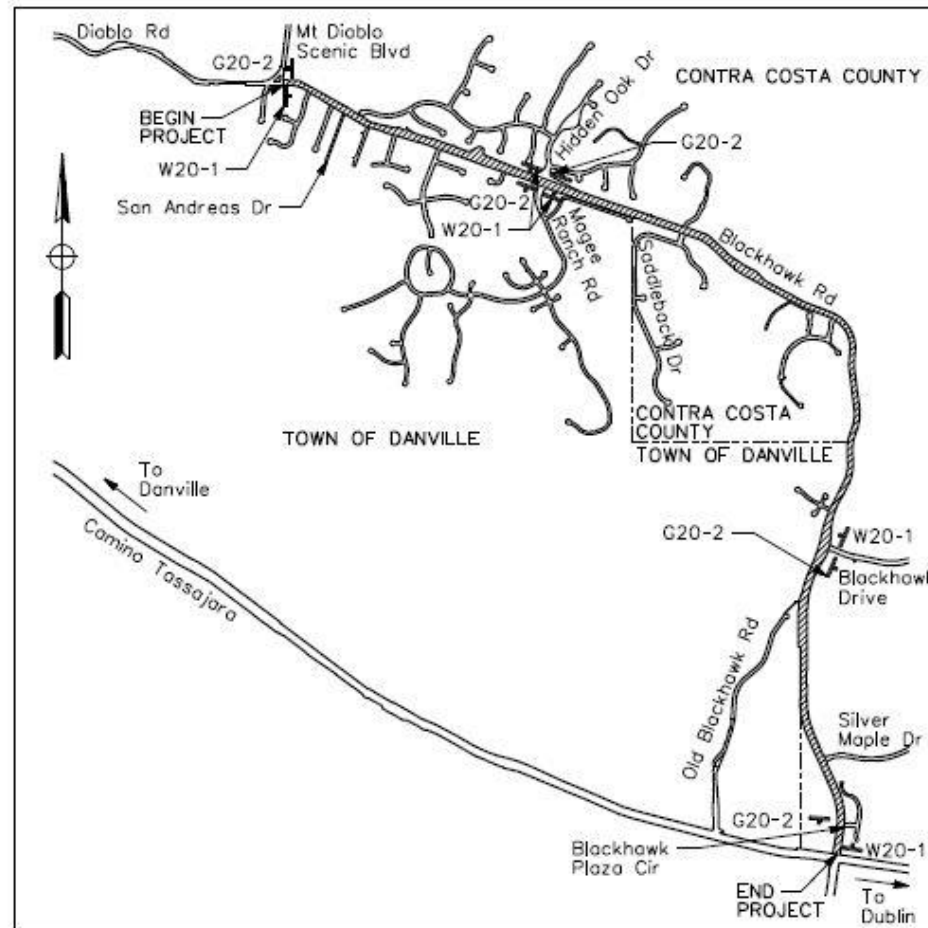 Diablo Rd
Mt Diablo
Scenic Blvd
G20-2
BEGIN
PROJECT
W20-1
San Andreas Dr
Hidden Oak Dr
CONTRA COSTA COUNTY
G20-2
G20-2
W20-1
Magee
Ranch Rd
Saddleback Dr
Blackhawk Rd
TOWN OF DANVILLE
CONTRA COSTA
COUNTY
TOWN OF DANVILLE
To
Danville
Camino Tassajara
G20-2
W20-1
Blackhawk
Drive
Old Blackhawk Rd
Silver
Maple Dr
G20-2
Blackhawk
Plaza Cir
W20-1
END
PROJECT
To
Dublin